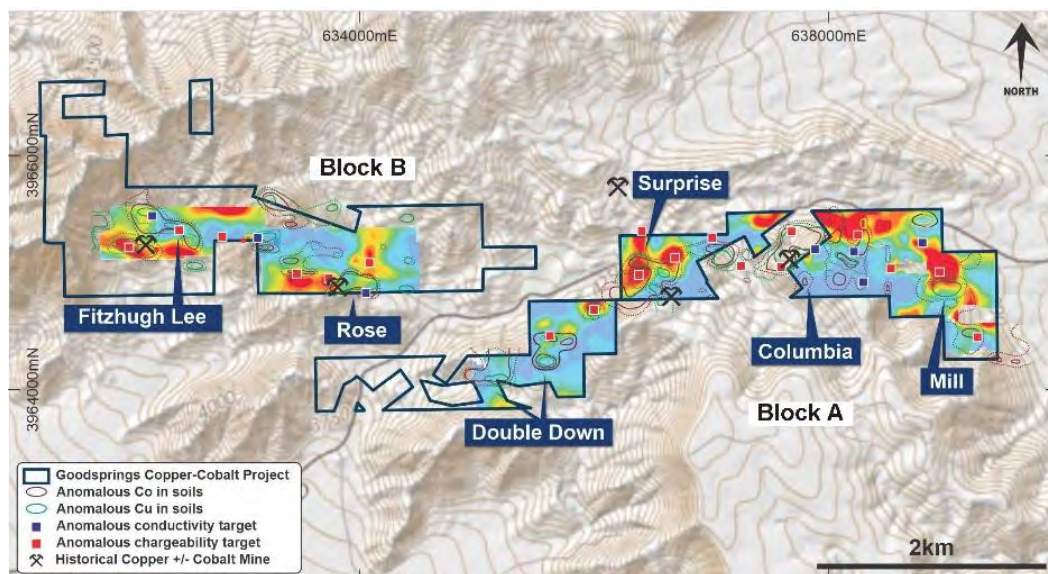 634000mE
638000mE
NORTH
3966000mN
Block B
Surprise
Fitzhugh Lee
Rose
Columbia
Mill
3964000mN
Double Down
Block A
Goodsprings Copper-Cobalt Project
Anomalous Co in soils
Anomalous Cu in soils
Anomalous conductivity target
Anomalous chargeability target
Historical Copper +/- Cobalt Mine
2km